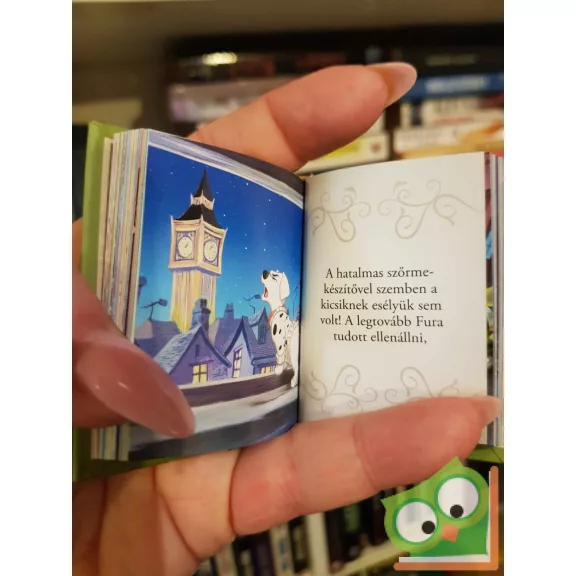 A hatalmas szőrme-
készítővel szemben a
kicsiknek esélyük sem
volt! A legtovább Fura
tudott ellenállni,